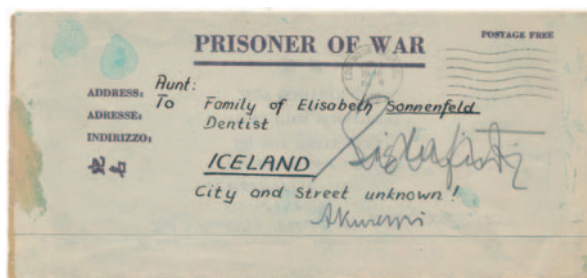 PRISONER OF WAR
POSTAGE FREE
ADDRESS:
ADRESSE:
INDIRIZZO:
Aunt:
To Family of Elisabeth Sonnenfeld
Dentist
ICELAND
City and Street unknown!